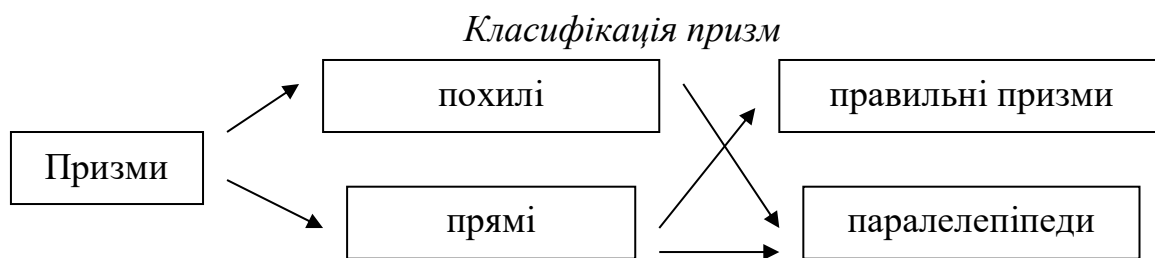 Класифікація призм
похилі
правильні призми
Призми
прямі
паралелепіпеди